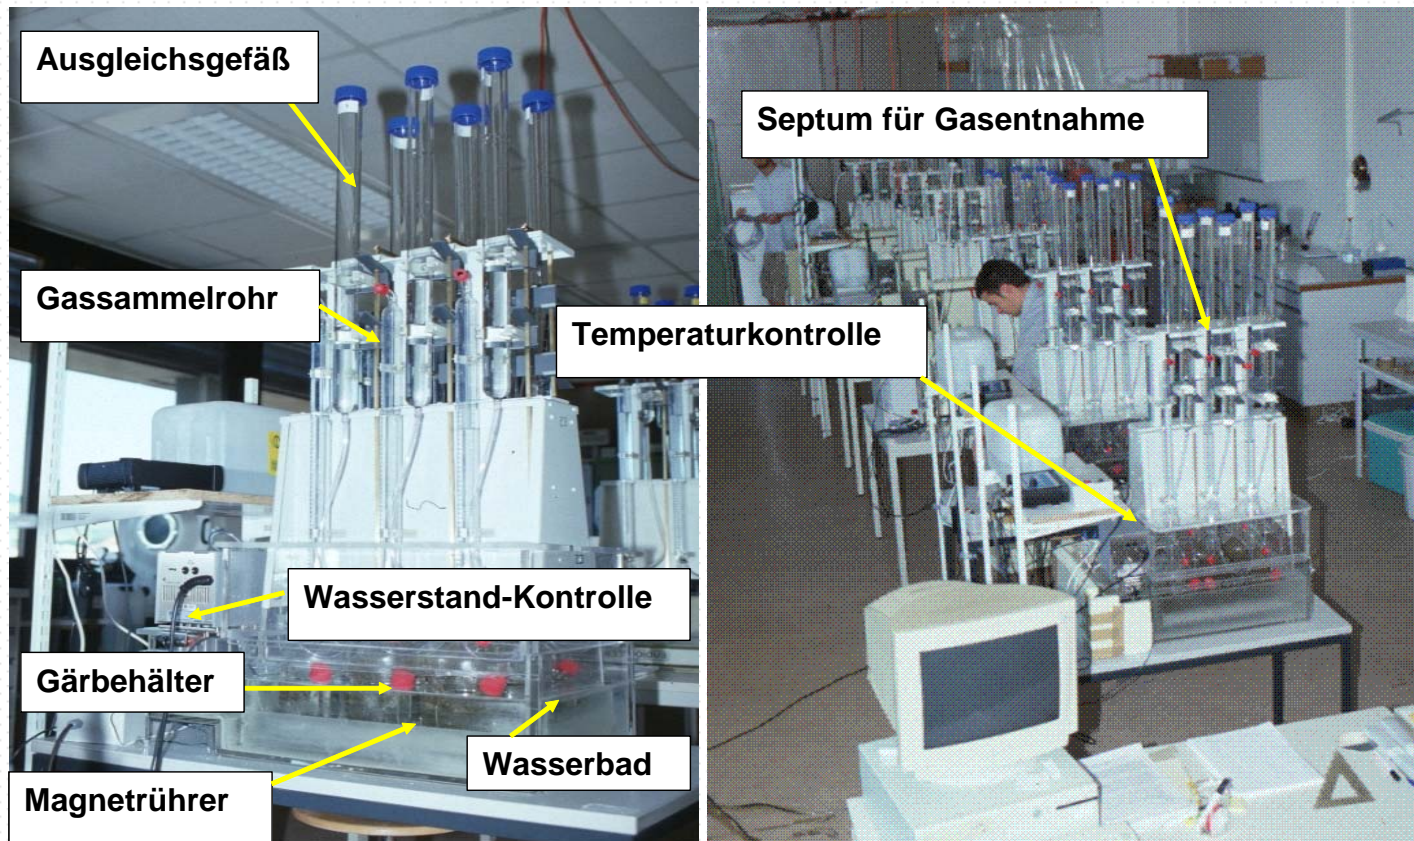 Ausgleichsgefäß
Gassammelrohr
Wasserstand-Kontrolle
Gärbehälter
Wasserbad
Magnetrührer
Septum für Gasentnahme
Temperaturkontrolle